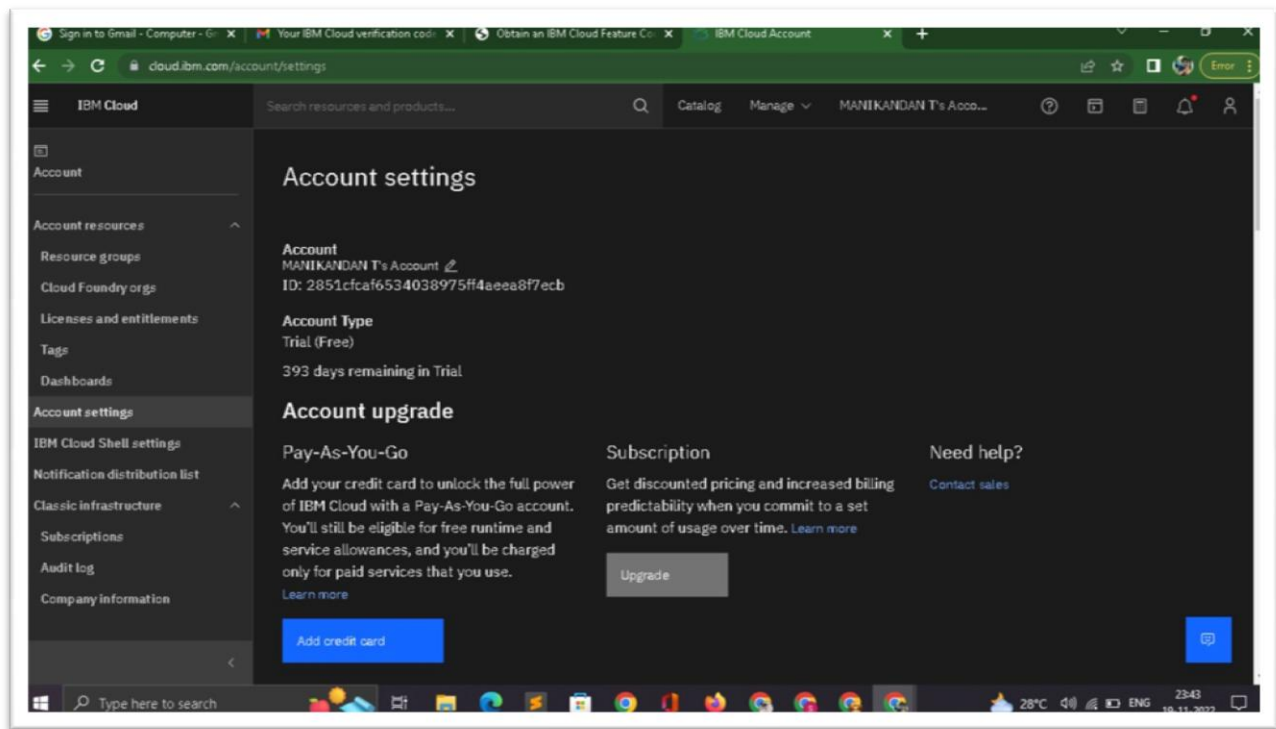 Sign in to Gmail - Computer - G
Your IBM Cloud verification code
Obtain an IBM Cloud Feature Co
IBM Cloud Account
cloud.ibm.com/account/settings
Error
IBM Cloud
Search resources and products...
Catalog
Manage
MANIKANDAN T's Acco...
Account
Account resources
Resource groups
Cloud Foundry orgs
Licenses and entitlements
Tags
Dashboards
Account settings
IBM Cloud Shell settings
Notification distribution list
Classic infrastructure
Subscriptions
Audit log
Company information
Account settings
Account
MANIKANDAN T's Account
ID: 2851cfcaf6534038975ff4aeea8f7ecb
Account Type
Trial (Free)
393 days remaining in Trial
Account upgrade
Pay-As-You-Go
Add your credit card to unlock the full power
of IBM Cloud with a Pay-As-You-Go account.
You'll still be eligible for free runtime and
service allowances, and you'll be charged
only for paid services that you use.
Learn more
Add credit card
Subscription
Get discounted pricing and increased billing
predictability when you commit to a set
amount of usage over time. Learn more
Upgrade
Need help?
Contact sales
Type here to search
28°C
ENG
23:43
19-11-2022